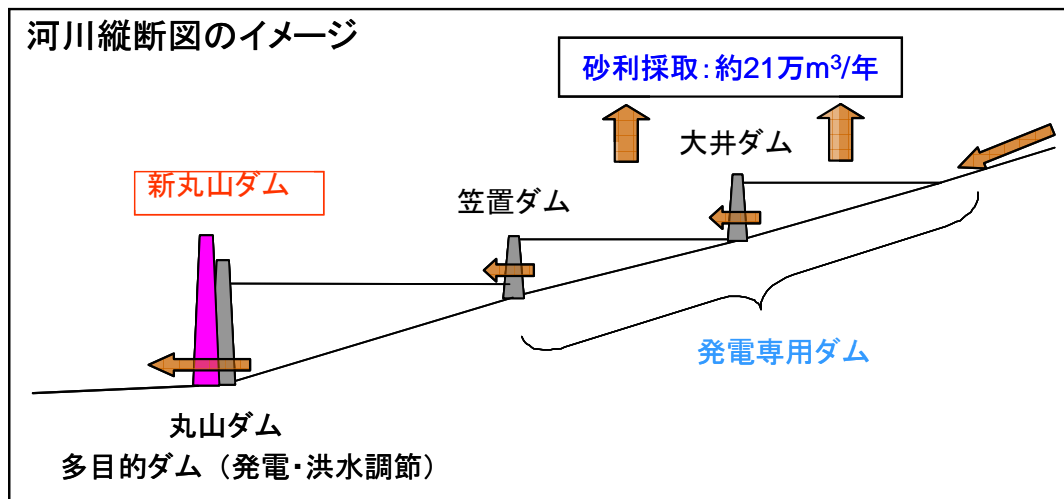 河川縦断図のイメージ
砂利採取：約21万m³/年
大井ダム
新丸山ダム
笠置ダム
発電専用ダム
丸山ダム
多目的ダム（発電・洪水調節）